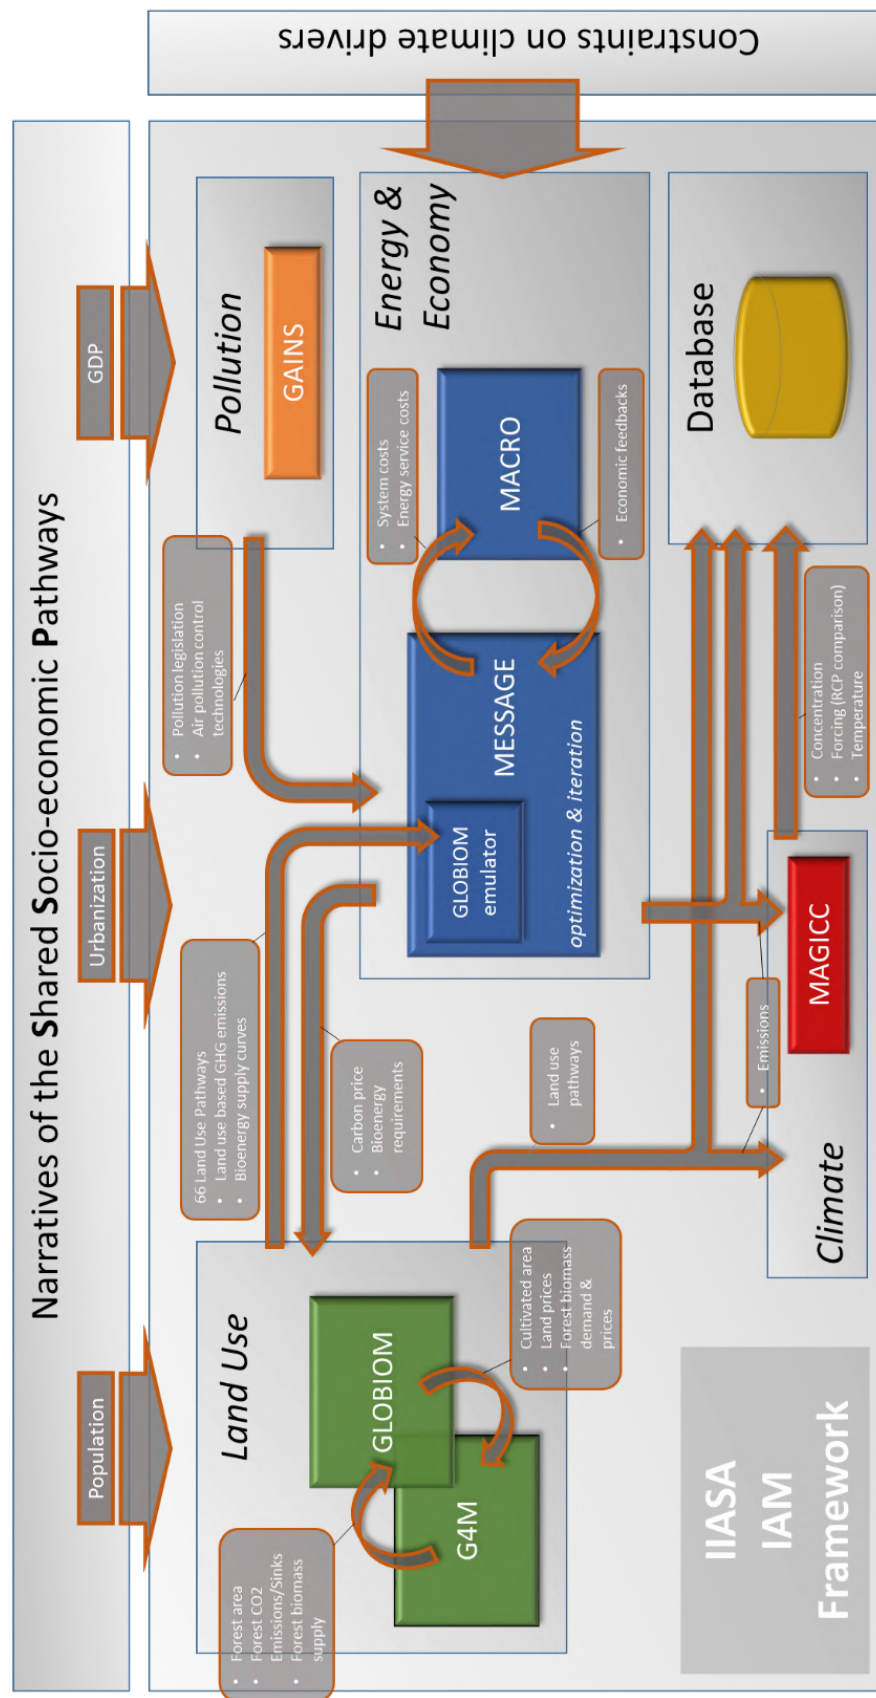 Narratives of the Shared Socio-economic Pathways
Population
Urbanization
GDP
Constraints on climate drivers
Land Use
GLOBIOM
G4M
• Forest area
• Forest CO2
Emissions/Sinks
• Forest biomass
supply
• Cultivated area
• Land prices
• Forest biomass
demand &
prices
66 Land Use Pathways
• Land use based GHG emissions
• Bioenergy supply curves
• Carbon price
• Bioenergy
requirements
• Land use
pathways
• Pollution legislation
• Air pollution control
technologies
Pollution
GAINS
Energy &
Economy
MESSAGE
GLOBIOM
emulator
optimization & iteration
MACRO
• System costs
• Energy service costs
• Economic feedbacks
Climate
MAGICC
• Emissions
• Concentration
• Forcing (RCP comparison)
• Temperature
Database
IIASA
IAM
Framework